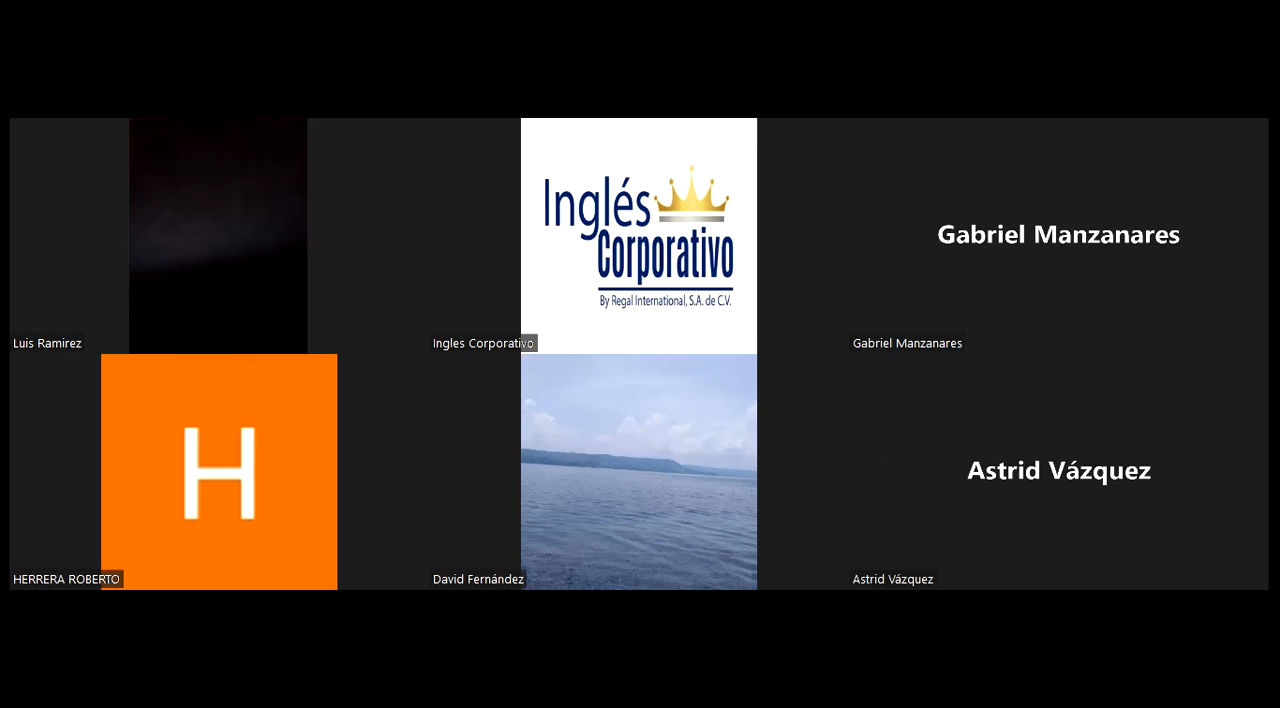 Inglés
Corporativo
By Regal International, S.A. de C.V.
Gabriel Manzanares
Luis Ramirez
Ingles Corporativo
Gabriel Manzanares
H
Astrid Vázquez
HERRERA ROBERTO
David Fernández
Astrid Vázquez